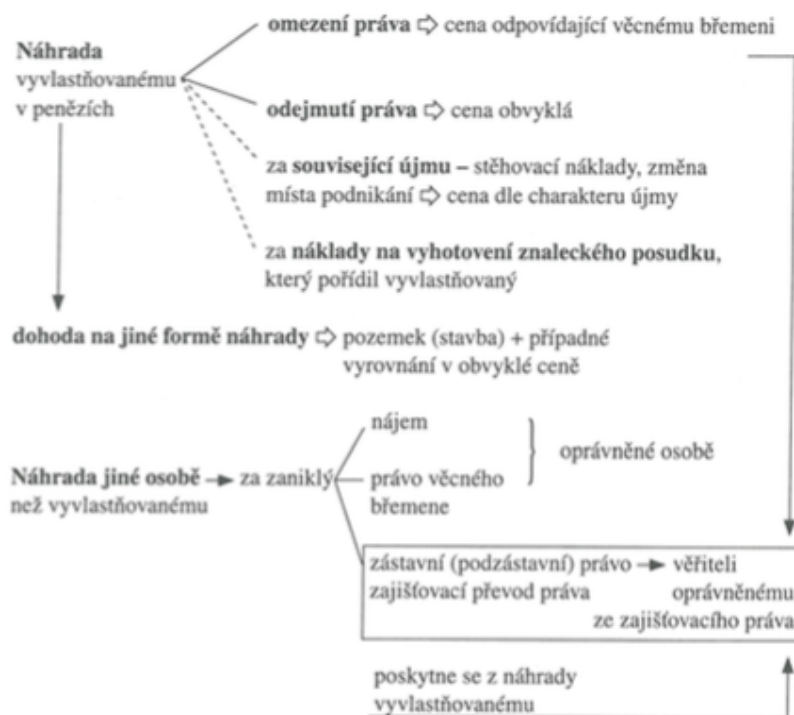 omezení práva ⇨ cena odpovídající věcnému břemeni
Náhrada
vyvlastňovanému
v penězích
odejmutí práva ⇨ cena obvyklá
za související újmu – stěhovací náklady, změna
místa podnikání ⇨ cena dle charakteru újmy
za náklady na vyhotovení znaleckého posudku,
který pořídil vyvlastňovaný
dohoda na jiné formě náhrady ⇨ pozemek (stavba) + případné
vyrovnání v obvyklé ceně
nájem
oprávněné osobě
Náhrada jiné osobě → za zaniklý
než vyvlastňovanému
právo věcného
břemene
zástavní (podzástavní) právo → věřiteli
zajišťovací převod práva oprávněnému
ze zajišťovacího práva
poskytne se z náhrady
vyvlastňovanému